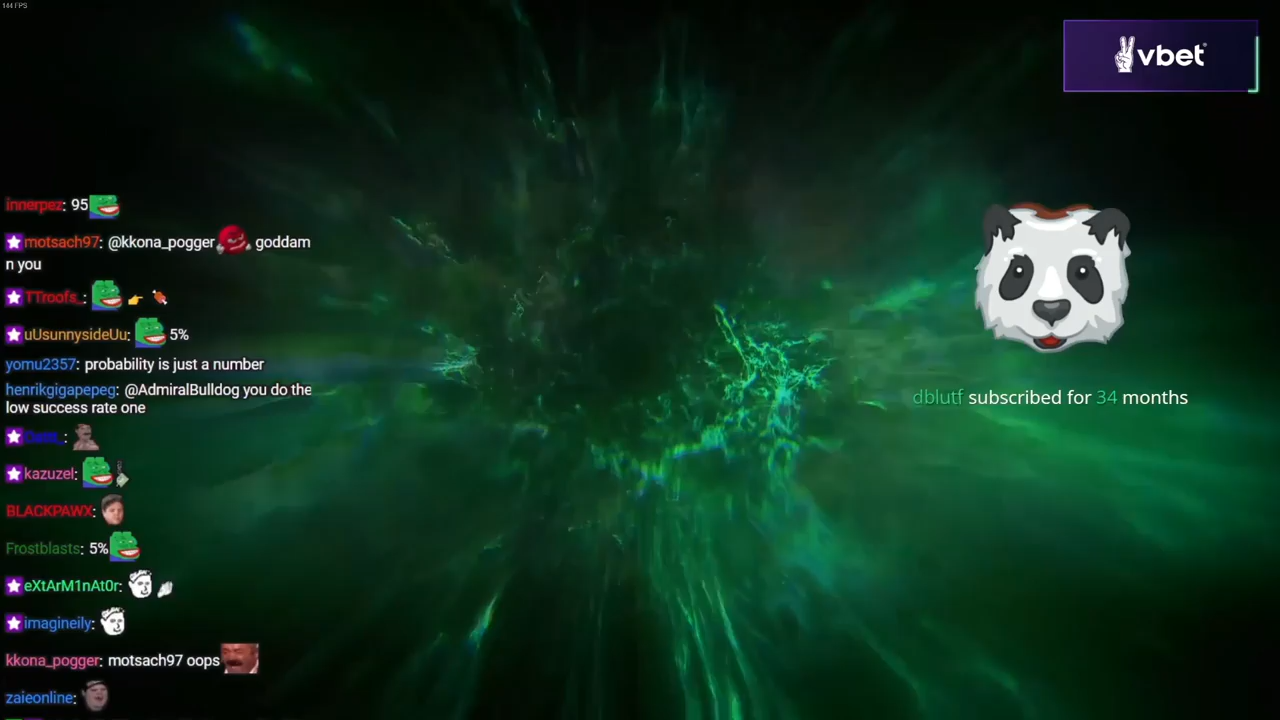 144 FPS
vbet
innerpez: 95
motsach97: @kkona_pogger goddam
n you
TTroofs_:
uUsunnysideUu: 5%
yomu2357: probability is just a number
henrikgigapepeg: @AdmiralBulldog you do the
low success rate one
dblutf subscribed for 34 months
kazuzel:
BLACKPAWX:
Frostblasts: 5%
eXtArM1nAt0r:
imagineily:
kkona_pogger: motsach97 oops
zaieonline: